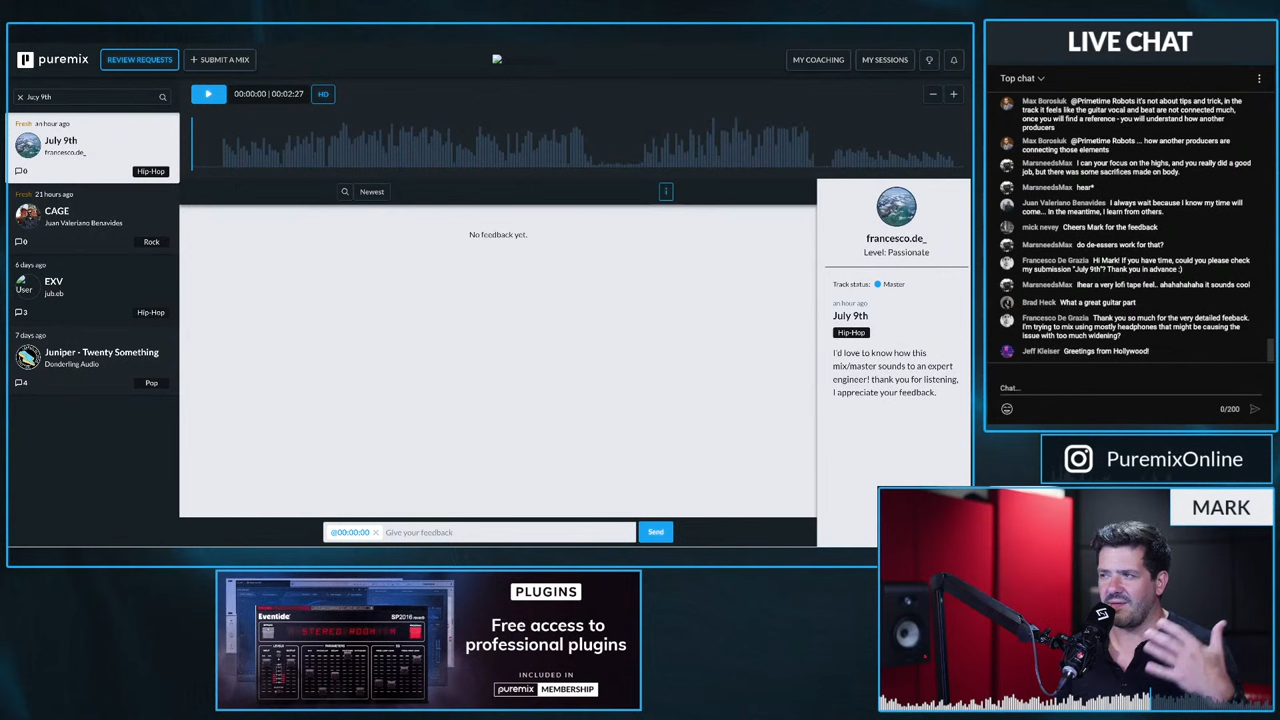 puremix
REVIEW REQUESTS
+ SUBMIT A MIX
MY COACHING
MY SESSIONS
× Jucy 9th
Fresh an hour ago
July 9th
francesco.de_
0
Hip-Hop
Fresh 21 hours ago
CAGE
Juan Valeriano Benavides
0
Rock
6 days ago
User
EXV
jub.eb
3
Hip-Hop
7 days ago
Juniper - Twenty Something
Donderling Audio
4
Pop
00:00:00 | 00:02:27
HD
Newest
i
No feedback yet.
@00:00:00 ×
Give your feedback
Send
francesco.de_
Level: Passionate
Track status: Master
an hour ago
July 9th
Hip-Hop
I'd love to know how this
mix/master sounds to an expert
engineer! thank you for listening,
I appreciate your feedback.
LIVE CHAT
Top chat
Max Borosiuk @Primetime Robots it's not about tips and trick, in the
track it feels like the guitar vocal and beat are not connected much,
once you will find a reference - you will understand how another
producers
Max Borosiuk @Primetime Robots ... how another producers are
connecting those elements
MarsneedsMax I can your focus on the highs, and you really did a good
job, but there was some sacrifices made on body.
MarsneedsMax hear*
Juan Valeriano Benavides I always wait because i know my time will
come... In the meantime, I learn from others.
mick nevey Cheers Mark for the feedback
MarsneedsMax do de-essers work for that?
Francesco De Grazia Hi Mark! If you have time, could you please check
my submission "July 9th"? Thank you in advance :)
MarsneedsMax Ihear a very lofi tape feel.. ahahahahaha it sounds cool
Brad Heck What a great guitar part
Francesco De Grazia Thank you so much for the very detailed feeback.
I'm trying to mix using mostly headphones that might be causing the
issue with too much widening?
Jeff Kleiser Greetings from Hollywood!
Chat...
0/200
PuremixOnline
MARK
Eventide
SP2016 reverb
STEREO ROOM
PLUGINS
Free access to
professional plugins
INCLUDED IN
puremix MEMBERSHIP